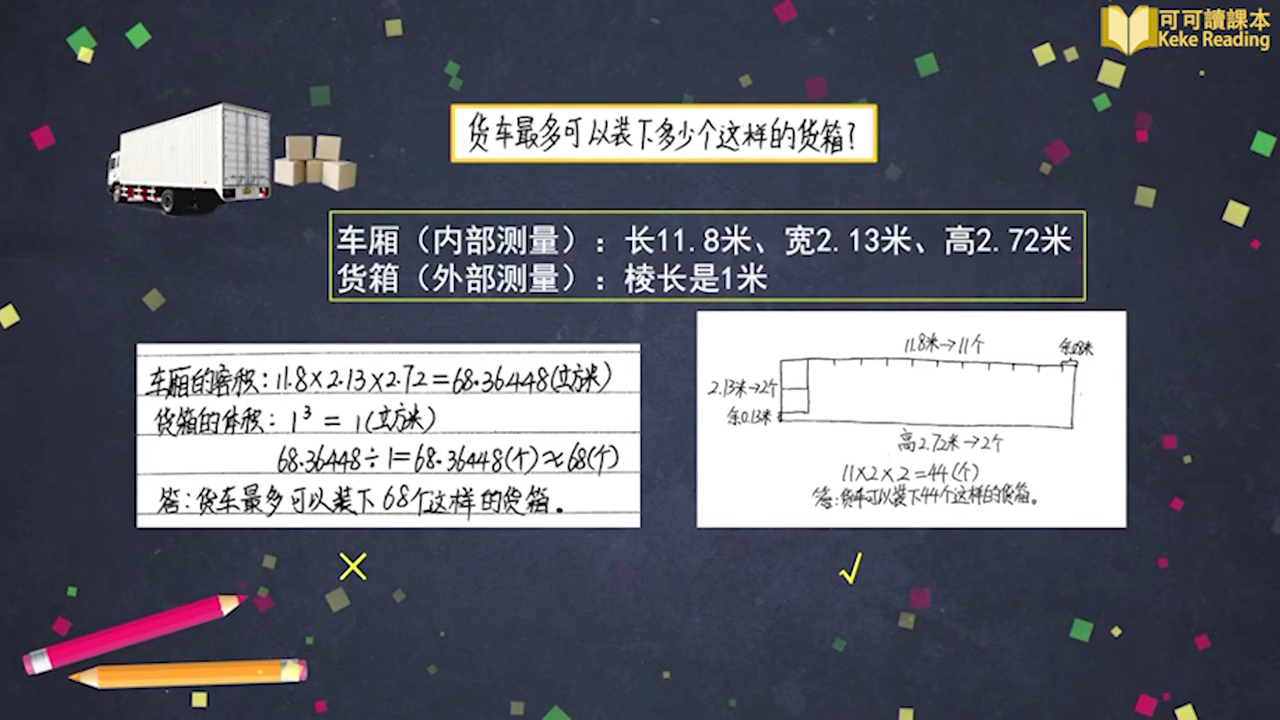 可可讀課本
Keke Reading
货车最多可以装下多少个这样的货箱?
车厢(内部测量):长11.8米、宽2.13米、高2.72米
货箱(外部测量):棱长是1米
车厢的容积:11.8×2.13×2.72=68.36448(立方米)
货箱的体积:1³=1(立方米)
68.36448÷1=68.36448(个)≈68(个)
答:货车最多可以装下68个这样的货箱。
×
11.8米→11个
余0.8米
2.13米→2个
余0.13米
高2.72米→2个
11×2×2=44(个)
答:货车可以装下44个这样的货箱。
√